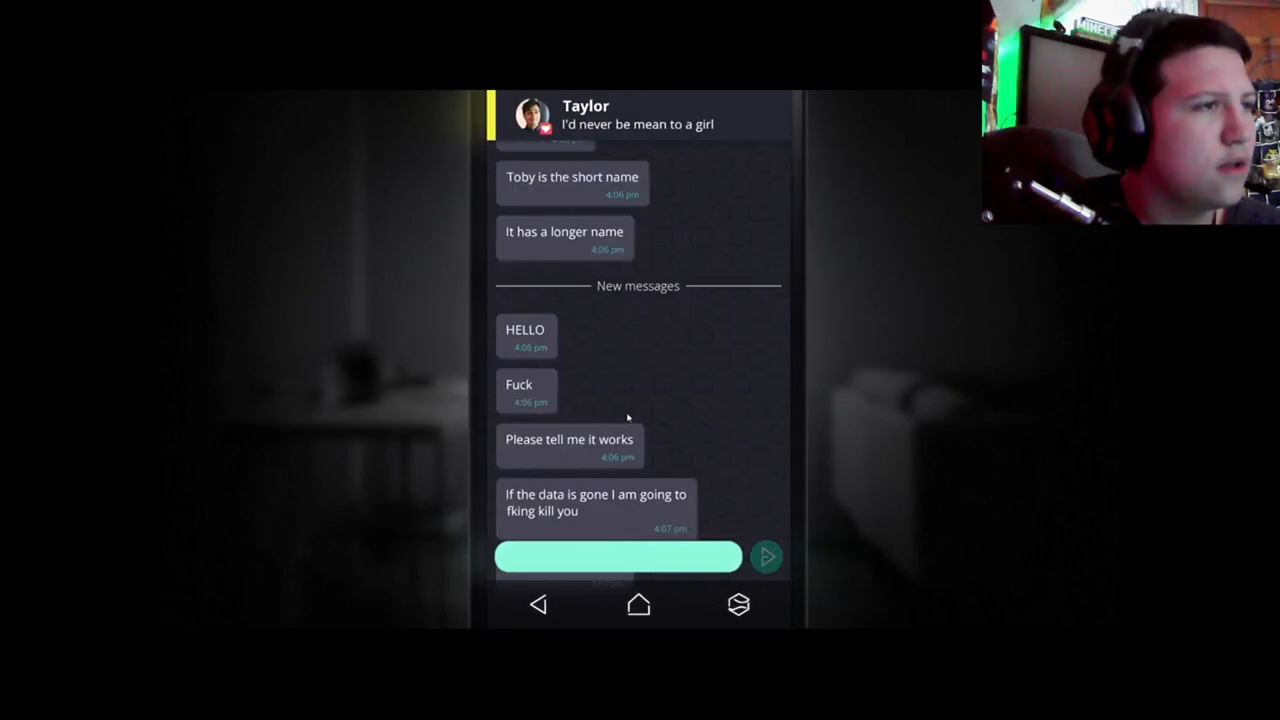 MINECRAFT
Taylor
I'd never be mean to a girl
Toby is the short name
4:06 pm
It has a longer name
4:06 pm
New messages
HELLO
4:06 pm
Fuck
4:06 pm
Please tell me it works
4:06 pm
If the data is gone I am going to
fking kill you
4:07 pm